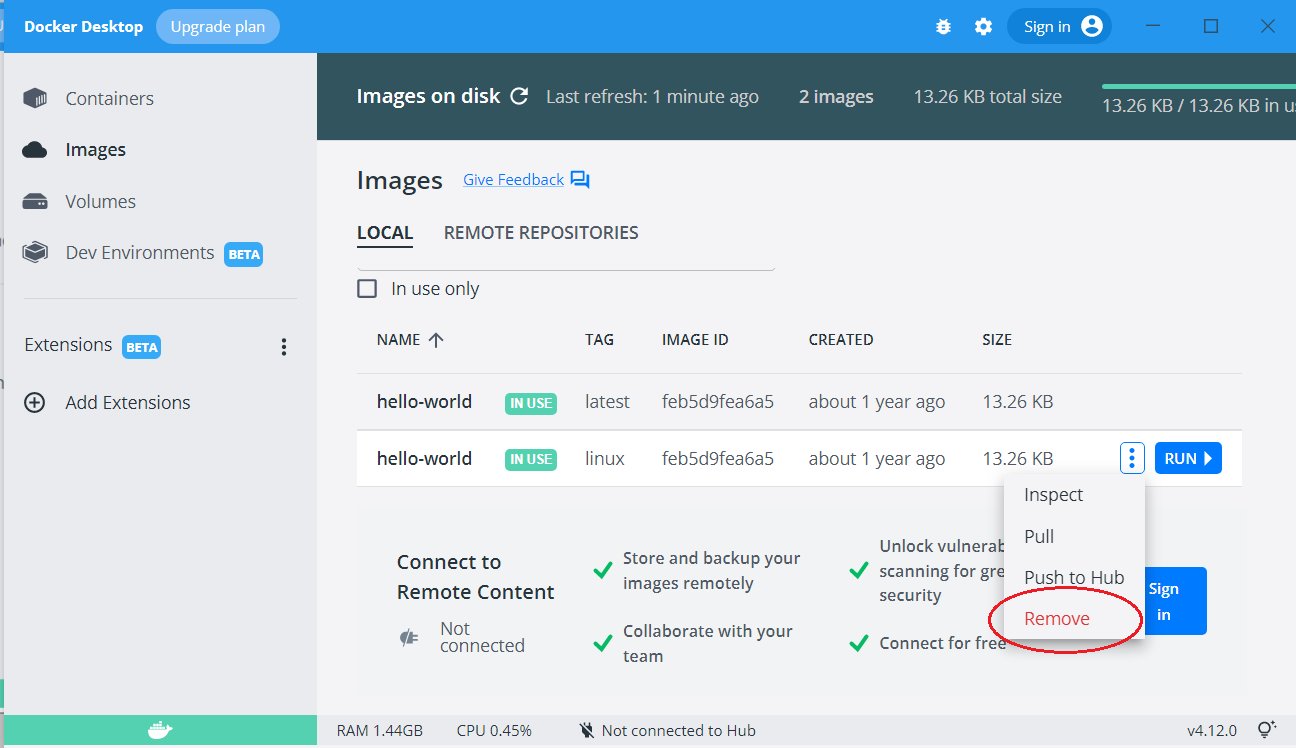 Docker Desktop Upgrade plan Sign in
Containers
Images
Volumes
Dev Environments BETA
Extensions BETA
Add Extensions
Images on disk Last refresh: 1 minute ago 2 images 13.26 KB total size 13.26 KB / 13.26 KB in u
Images Give Feedback
LOCAL REMOTE REPOSITORIES
In use only
NAME TAG IMAGE ID CREATED SIZE
hello-world IN USE latest feb5d9fea6a5 about 1 year ago 13.26 KB
hello-world IN USE linux feb5d9fea6a5 about 1 year ago 13.26 KB RUN
Inspect
Pull
Push to Hub
Remove
Connect to
Remote Content
Not
connected
Store and backup your
images remotely
Collaborate with your
team
Unlock vulnerab
scanning for gre
security
Connect for free
Sign
in
RAM 1.44GB CPU 0.45% Not connected to Hub v4.12.0